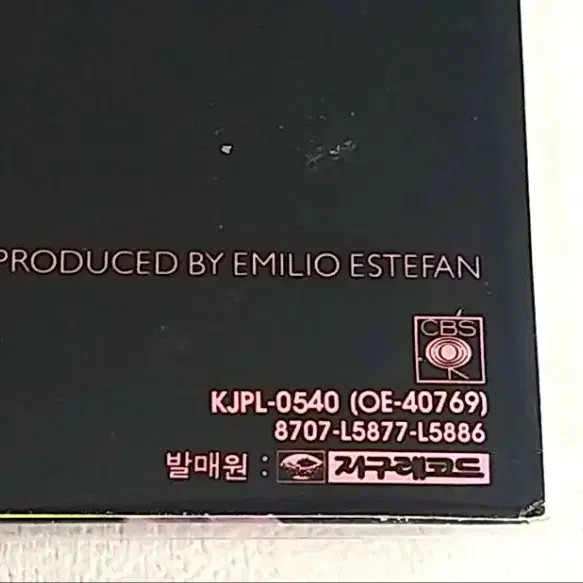 PRODUCED BY EMILIO ESTEFAN
CBS
KJPL-0540 (OE-40769)
8707-L5877-L5886
발매원 : 지구레코드